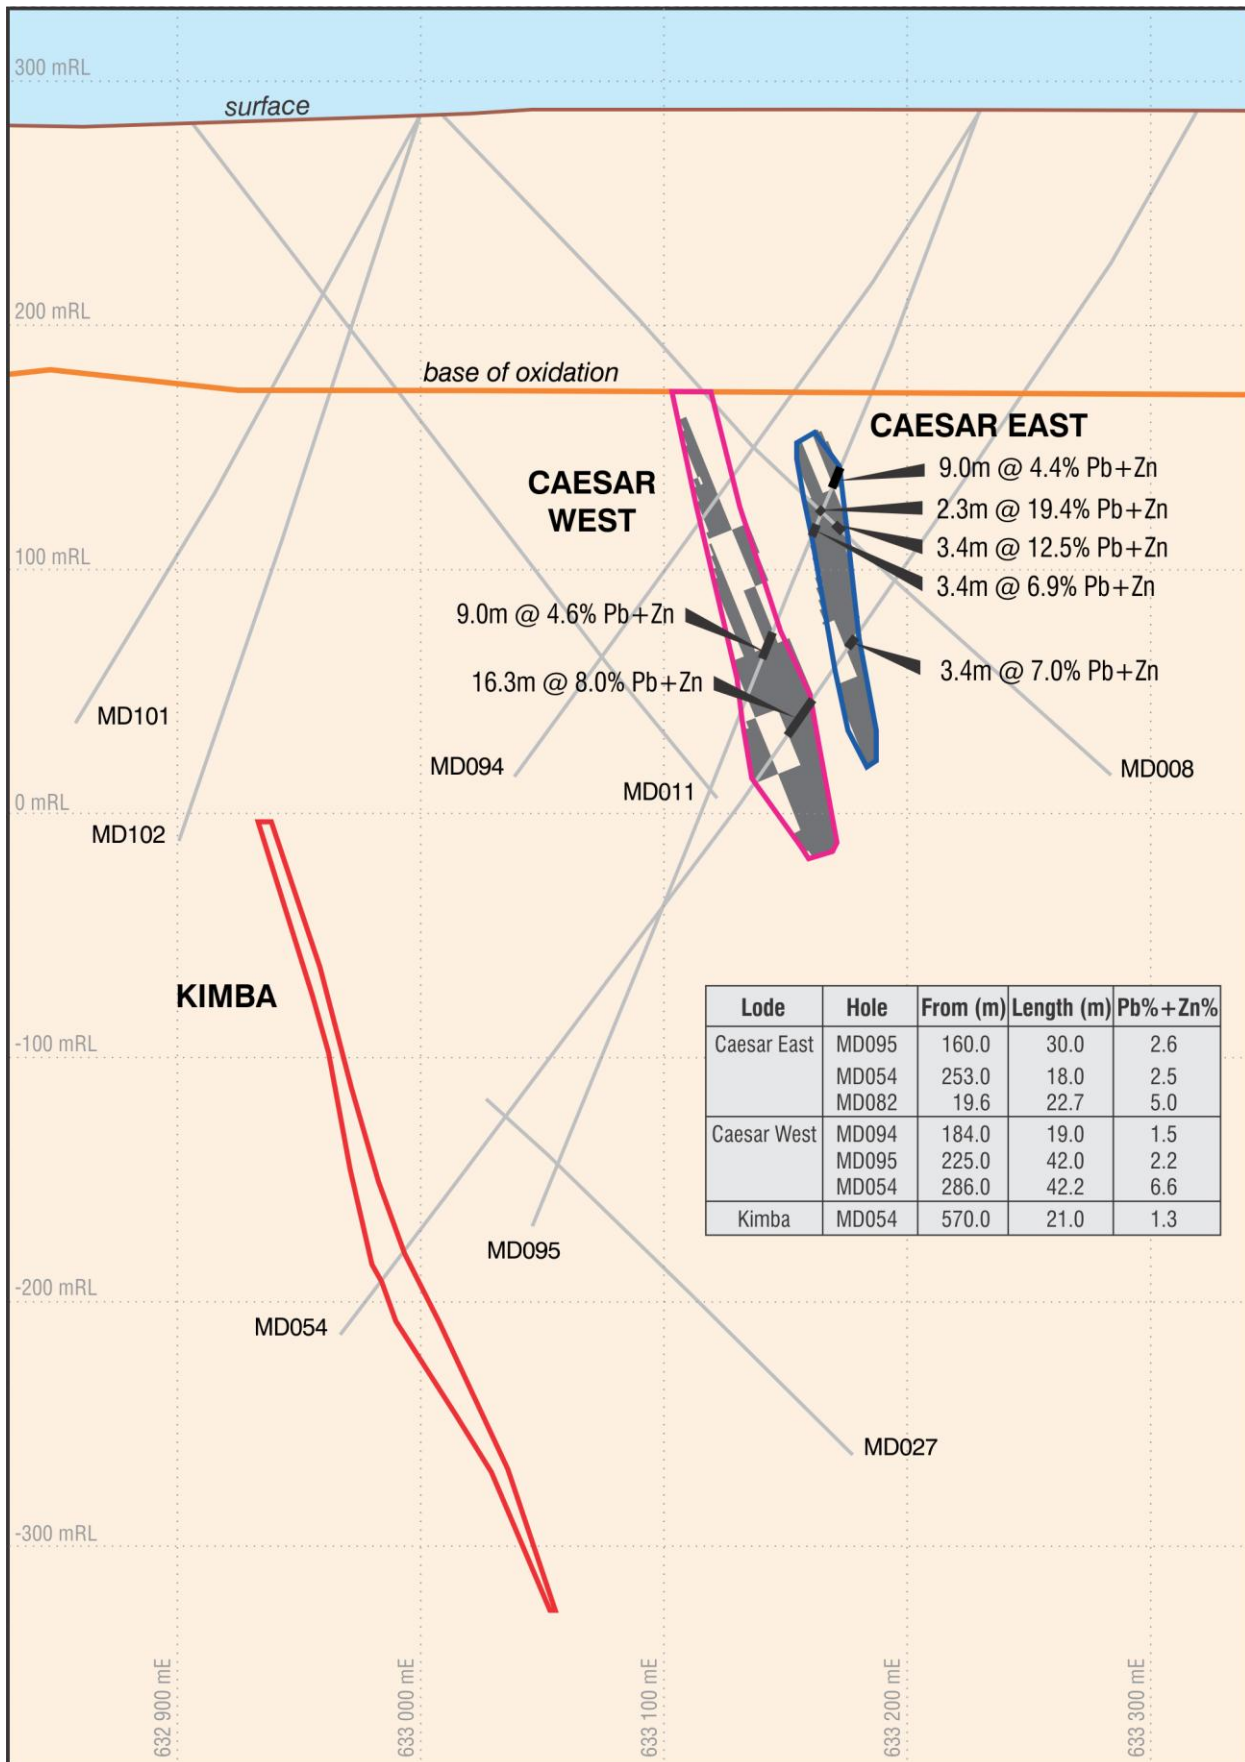 300 mRL
surface
200 mRL
base of oxidation
CAESAR EAST
CAESAR
WEST
9.0m @ 4.4% Pb+Zn
2.3m @ 19.4% Pb+Zn
3.4m @ 12.5% Pb+Zn
100 mRL
3.4m @ 6.9% Pb+Zn
9.0m @ 4.6% Pb+Zn
16.3m @ 8.0% Pb+Zn
3.4m @ 7.0% Pb+Zn
MD101
MD094
MD011
MD008
0 mRL
MD102
KIMBA
Lode Hole From (m) Length (m) Pb%+Zn%
Caesar East MD095 160.0 30.0 2.6
MD054 253.0 18.0 2.5
MD082 19.6 22.7 5.0
Caesar West MD094 184.0 19.0 1.5
MD095 225.0 42.0 2.2
MD054 286.0 42.2 6.6
Kimba MD054 570.0 21.0 1.3
-100 mRL
MD095
-200 mRL
MD054
MD027
-300 mRL
632 900 mE
633 000 mE
633 100 mE
633 200 mE
633 300 mE